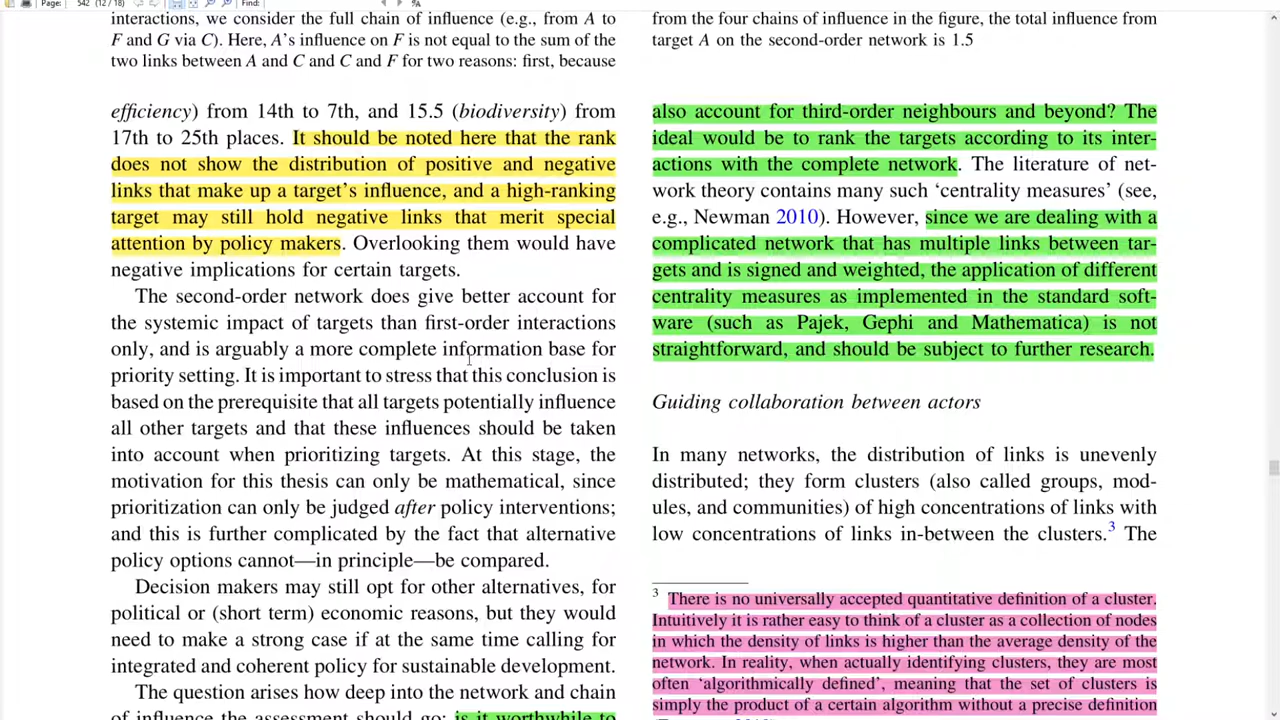 Page: 542 (12 / 18) Find:
interactions, we consider the full chain of influence (e.g., from A to
F and G via C). Here, A's influence on F is not equal to the sum of the
two links between A and C and C and F for two reasons: first, because
efficiency) from 14th to 7th, and 15.5 (biodiversity) from
17th to 25th places. It should be noted here that the rank
does not show the distribution of positive and negative
links that make up a target's influence, and a high-ranking
target may still hold negative links that merit special
attention by policy makers. Overlooking them would have
negative implications for certain targets.
The second-order network does give better account for
the systemic impact of targets than first-order interactions
only, and is arguably a more complete information base for
priority setting. It is important to stress that this conclusion is
based on the prerequisite that all targets potentially influence
all other targets and that these influences should be taken
into account when prioritizing targets. At this stage, the
motivation for this thesis can only be mathematical, since
prioritization can only be judged after policy interventions;
and this is further complicated by the fact that alternative
policy options cannot—in principle—be compared.
Decision makers may still opt for other alternatives, for
political or (short term) economic reasons, but they would
need to make a strong case if at the same time calling for
integrated and coherent policy for sustainable development.
The question arises how deep into the network and chain
of influence the assessment should go: is it worthwhile to
from the four chains of influence in the figure, the total influence from
target A on the second-order network is 1.5
also account for third-order neighbours and beyond? The
ideal would be to rank the targets according to its inter-
actions with the complete network. The literature of net-
work theory contains many such 'centrality measures' (see,
e.g., Newman 2010). However, since we are dealing with a
complicated network that has multiple links between tar-
gets and is signed and weighted, the application of different
centrality measures as implemented in the standard soft-
ware (such as Pajek, Gephi and Mathematica) is not
straightforward, and should be subject to further research.
Guiding collaboration between actors
In many networks, the distribution of links is unevenly
distributed; they form clusters (also called groups, mod-
ules, and communities) of high concentrations of links with
low concentrations of links in-between the clusters.3 The
3 There is no universally accepted quantitative definition of a cluster.
Intuitively it is rather easy to think of a cluster as a collection of nodes
in which the density of links is higher than the average density of the
network. In reality, when actually identifying clusters, they are most
often 'algorithmically defined', meaning that the set of clusters is
simply the product of a certain algorithm without a precise definition